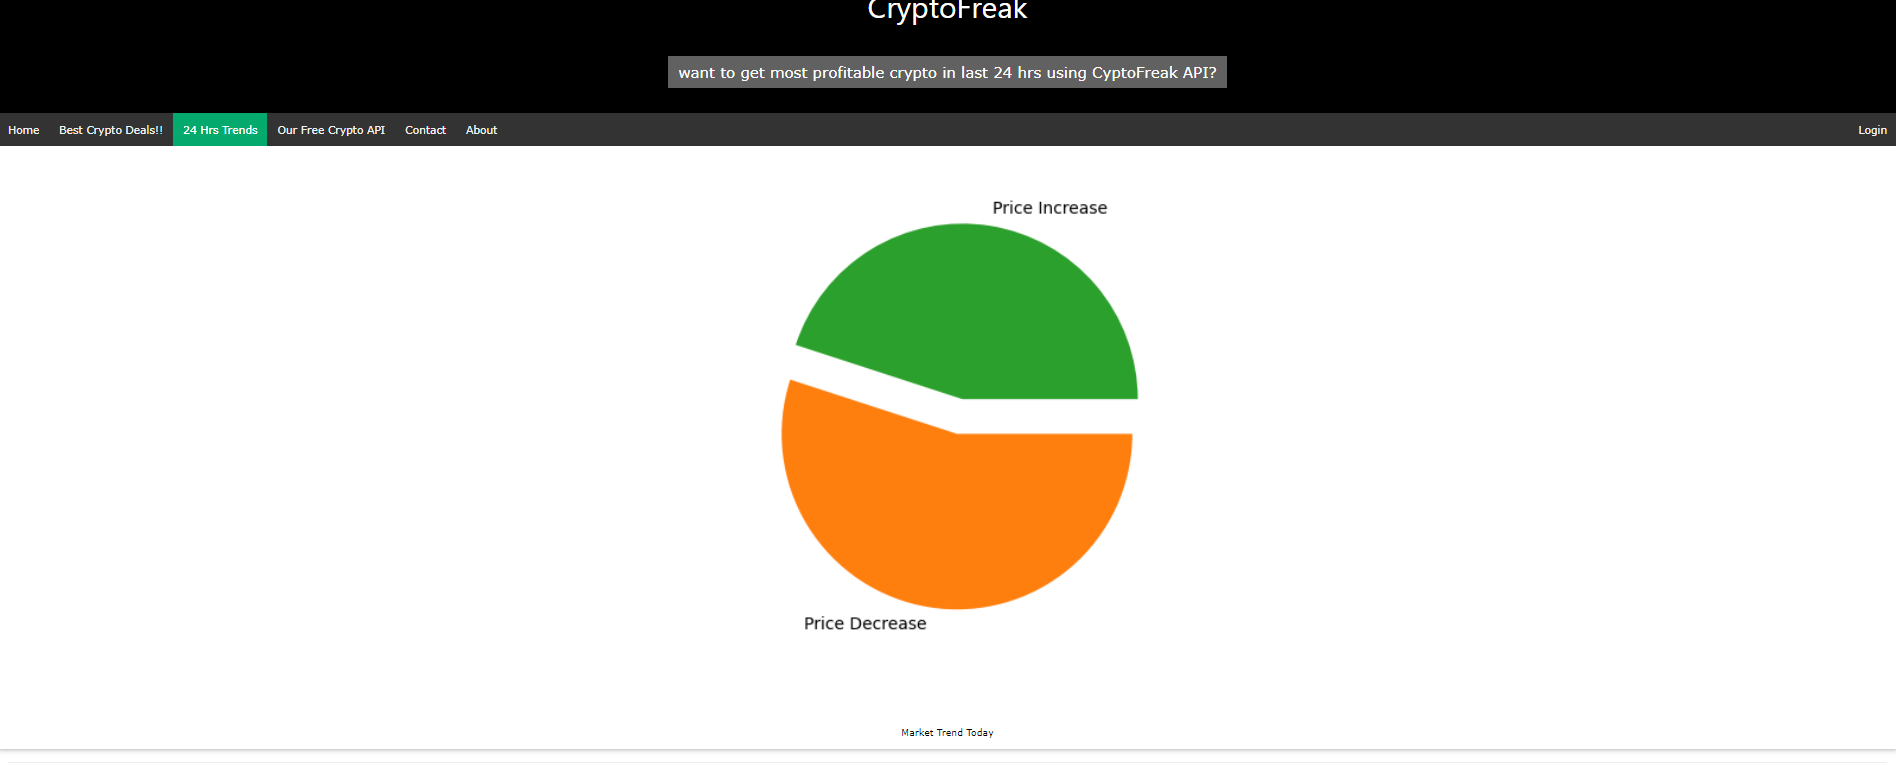 CryptoFreak
want to get most profitable crypto in last 24 hrs using CyptoFreak API?
Home Best Crypto Deals!! 24 Hrs Trends Our Free Crypto API Contact About Login
Price Increase
Price Decrease
Market Trend Today